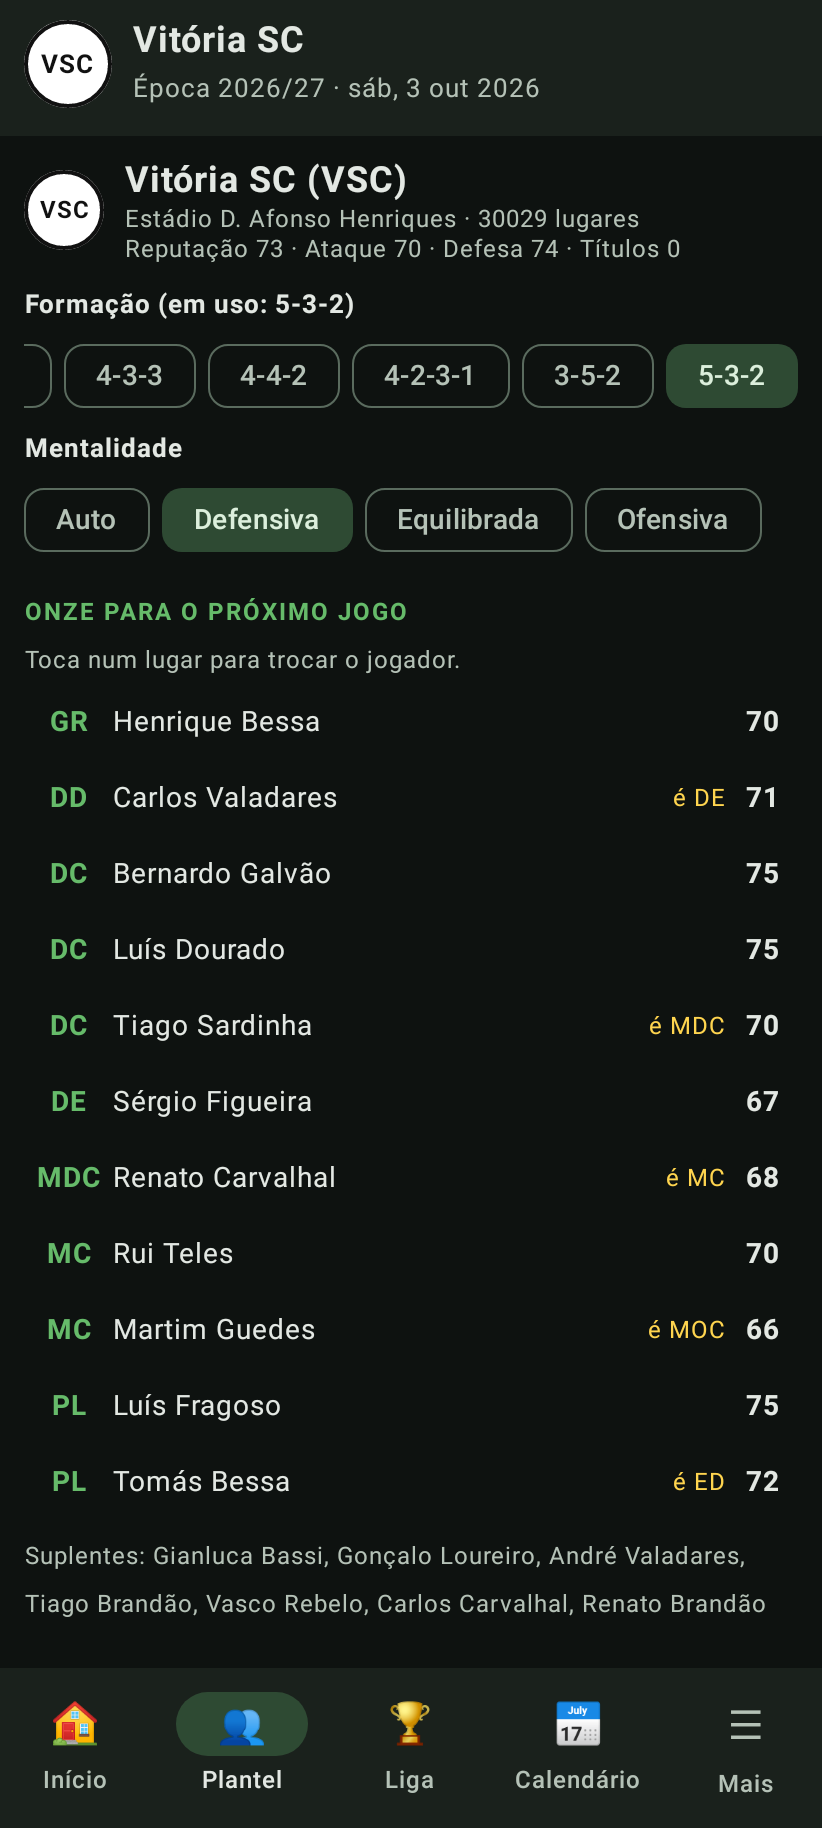 VSC
Vitória SC
Época 2026/27 · sáb, 3 out 2026
VSC
Vitória SC (VSC)
Estádio D. Afonso Henriques · 30029 lugares
Reputação 73 · Ataque 70 · Defesa 74 · Títulos 0
Formação (em uso: 5-3-2)
4-3-3 4-4-2 4-2-3-1 3-5-2 5-3-2
Mentalidade
Auto Defensiva Equilibrada Ofensiva
ONZE PARA O PRÓXIMO JOGO
Toca num lugar para trocar o jogador.
GR Henrique Bessa 70
DD Carlos Valadares é DE 71
DC Bernardo Galvão 75
DC Luís Dourado 75
DC Tiago Sardinha é MDC 70
DE Sérgio Figueira 67
MDC Renato Carvalhal é MC 68
MC Rui Teles 70
MC Martim Guedes é MOC 66
PL Luís Fragoso 75
PL Tomás Bessa é ED 72
Suplentes: Gianluca Bassi, Gonçalo Loureiro, André Valadares,
Tiago Brandão, Vasco Rebelo, Carlos Carvalhal, Renato Brandão
July
17
Início Plantel Liga Calendário Mais